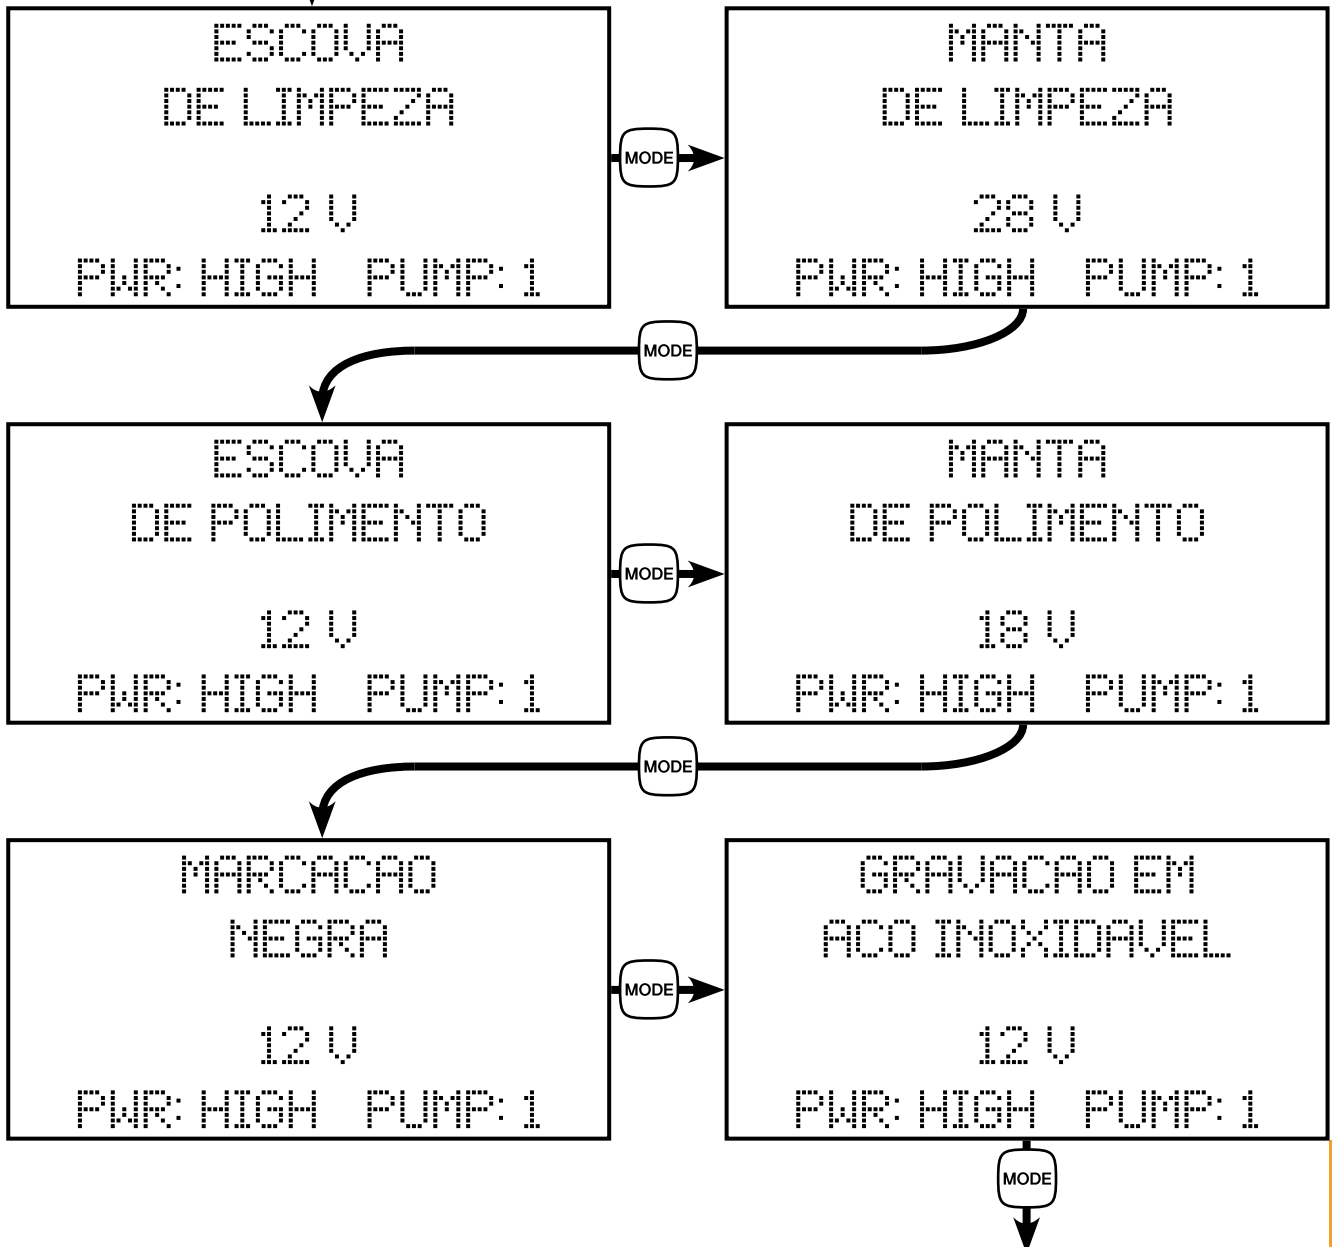 ESCOVA
DE LIMPEZA
12 V
PWR: HIGH PUMP: 1
MODE
MANTA
DE LIMPEZA
28 V
PWR: HIGH PUMP: 1
MODE
ESCOVA
DE POLIMENTO
12 V
PWR: HIGH PUMP: 1
MODE
MANTA
DE POLIMENTO
18 V
PWR: HIGH PUMP: 1
MODE
MARCACAO
NEGRA
12 V
PWR: HIGH PUMP: 1
MODE
GRAVACAO EM
ACO INOXIDAVEL
12 V
PWR: HIGH PUMP: 1
MODE